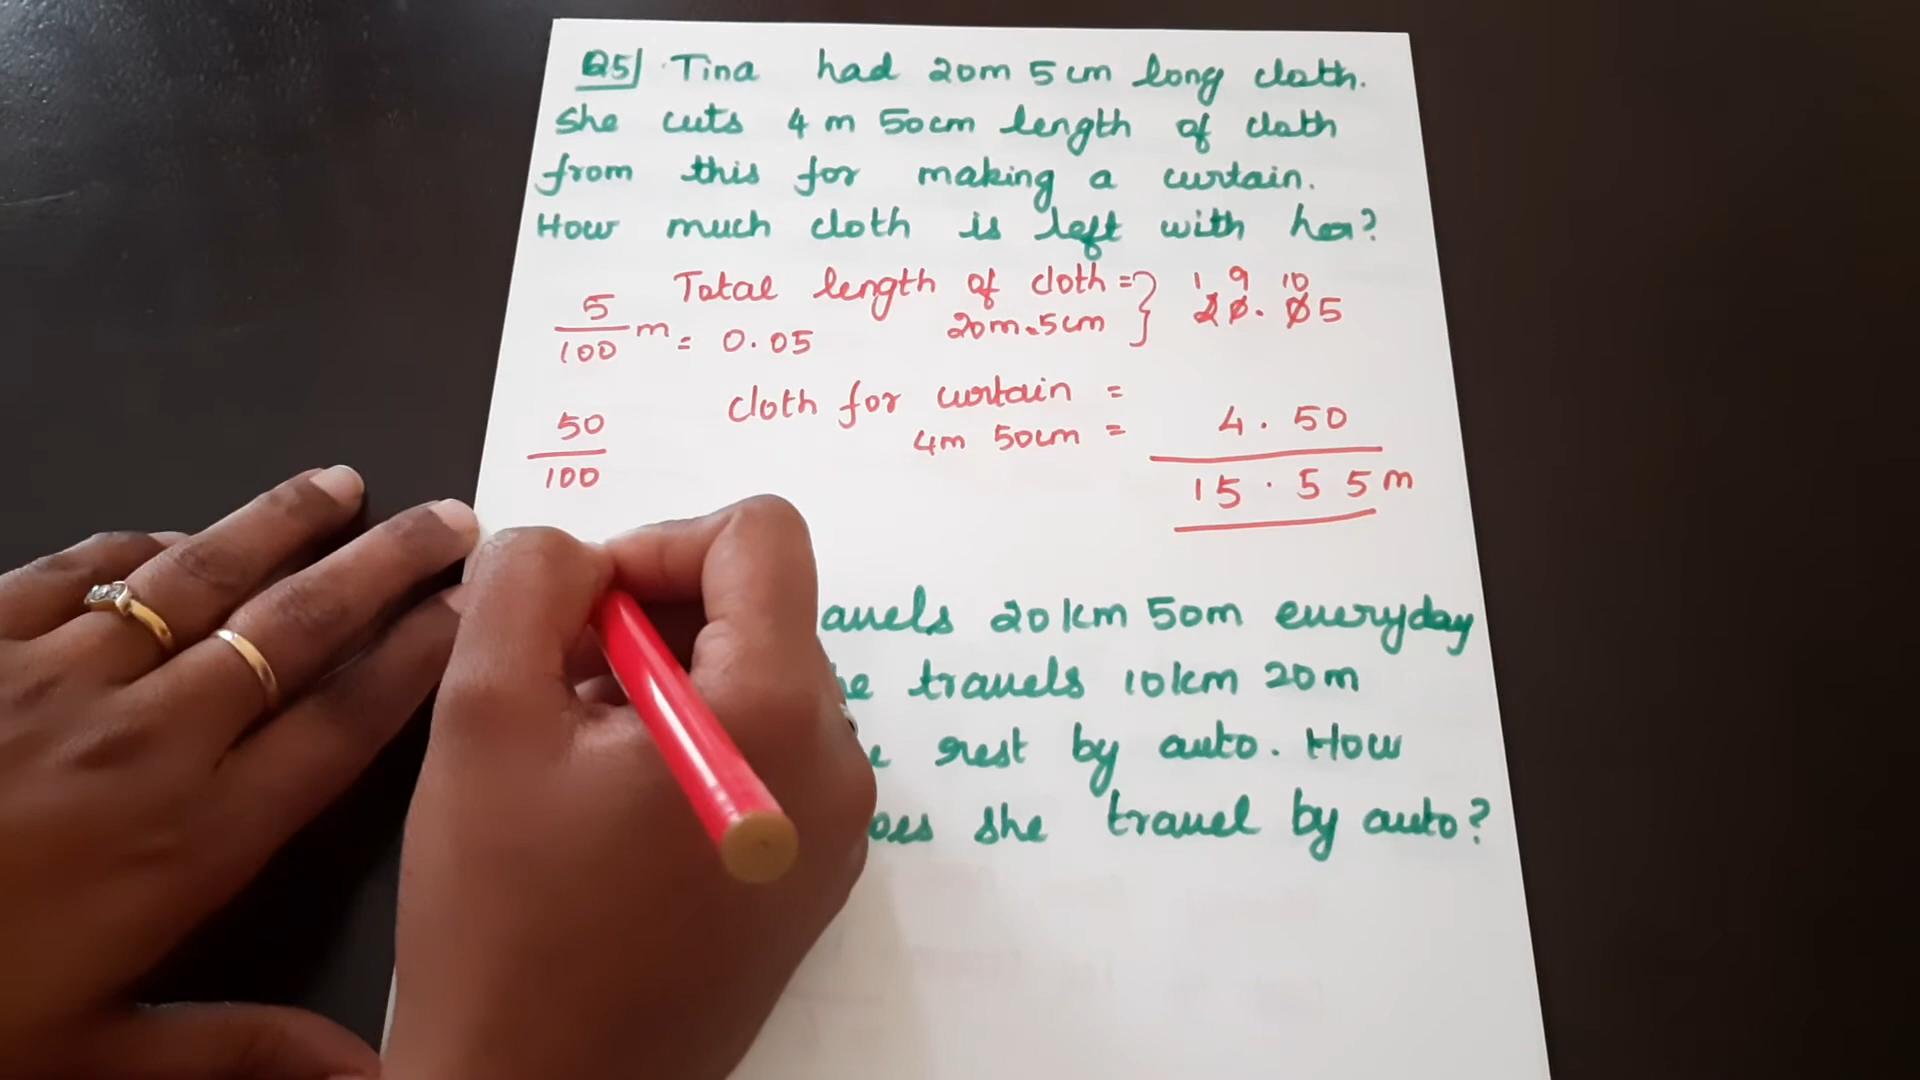 Q5) Tina had 20m 5cm long cloth.
She cuts 4 m 50cm length of cloth
from this for making a curtain.
How much cloth is left with her?
Total length of cloth =
20m.5cm
1 9 10
20.05
5
100
m = 0.05
cloth for curtain =
4m 50cm =
4.50
50
100
15.55m
20km 50m everyday
travels 10km 20m
rest by auto. How
she travel by auto?